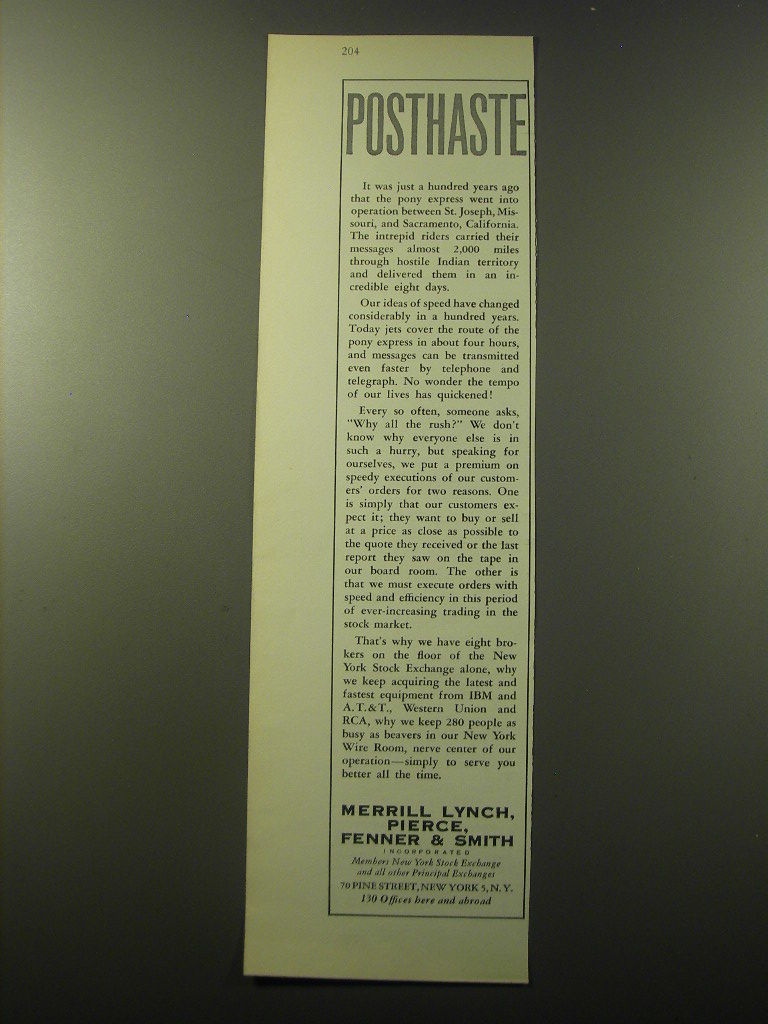 204
POSTHASTE
It was just a hundred years ago
that the pony express went into
operation between St. Joseph, Mis-
souri, and Sacramento, California.
The intrepid riders carried their
messages almost 2,000 miles
through hostile Indian territory
and delivered them in an in-
credible eight days.
Our ideas of speed have changed
considerably in a hundred years.
Today jets cover the route of the
pony express in about four hours,
and messages can be transmitted
even faster by telephone and
telegraph. No wonder the tempo
of our lives has quickened!
Every so often, someone asks,
"Why all the rush?" We don't
know why everyone else is in
such a hurry, but speaking for
ourselves, we put a premium on
speedy executions of our custom-
ers' orders for two reasons. One
is simply that our customers ex-
pect it; they want to buy or sell
at a price as close as possible to
the quote they received or the last
report they saw on the tape in
our board room. The other is
that we must execute orders with
speed and efficiency in this period
of ever-increasing trading in the
stock market.
That's why we have eight bro-
kers on the floor of the New
York Stock Exchange alone, why
we keep acquiring the latest and
fastest equipment from IBM and
A.T.&T., Western Union and
RCA, why we keep 280 people as
busy as beavers in our New York
Wire Room, nerve center of our
operation—simply to serve you
better all the time.
MERRILL LYNCH,
PIERCE,
FENNER & SMITH
INCORPORATED
Members New York Stock Exchange
and all other Principal Exchanges
70 PINE STREET, NEW YORK 5, N. Y.
130 Offices here and abroad